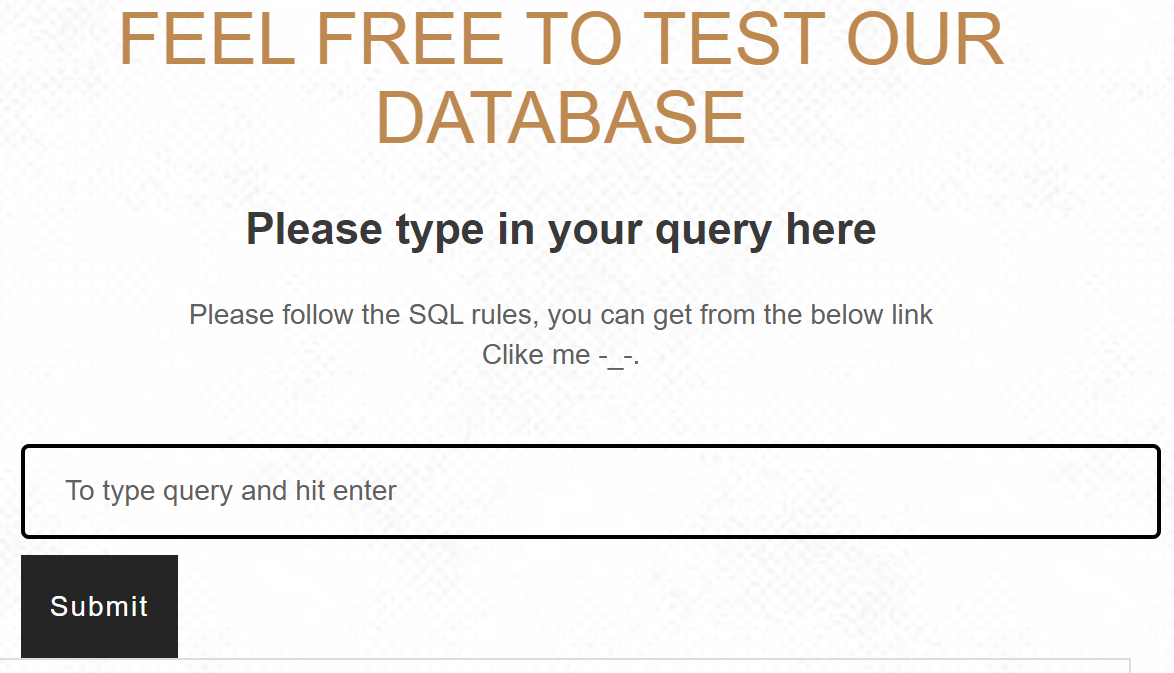 FEEL FREE TO TEST OUR
DATABASE
Please type in your query here
Please follow the SQL rules, you can get from the below link
Clike me -_-.
To type query and hit enter
Submit